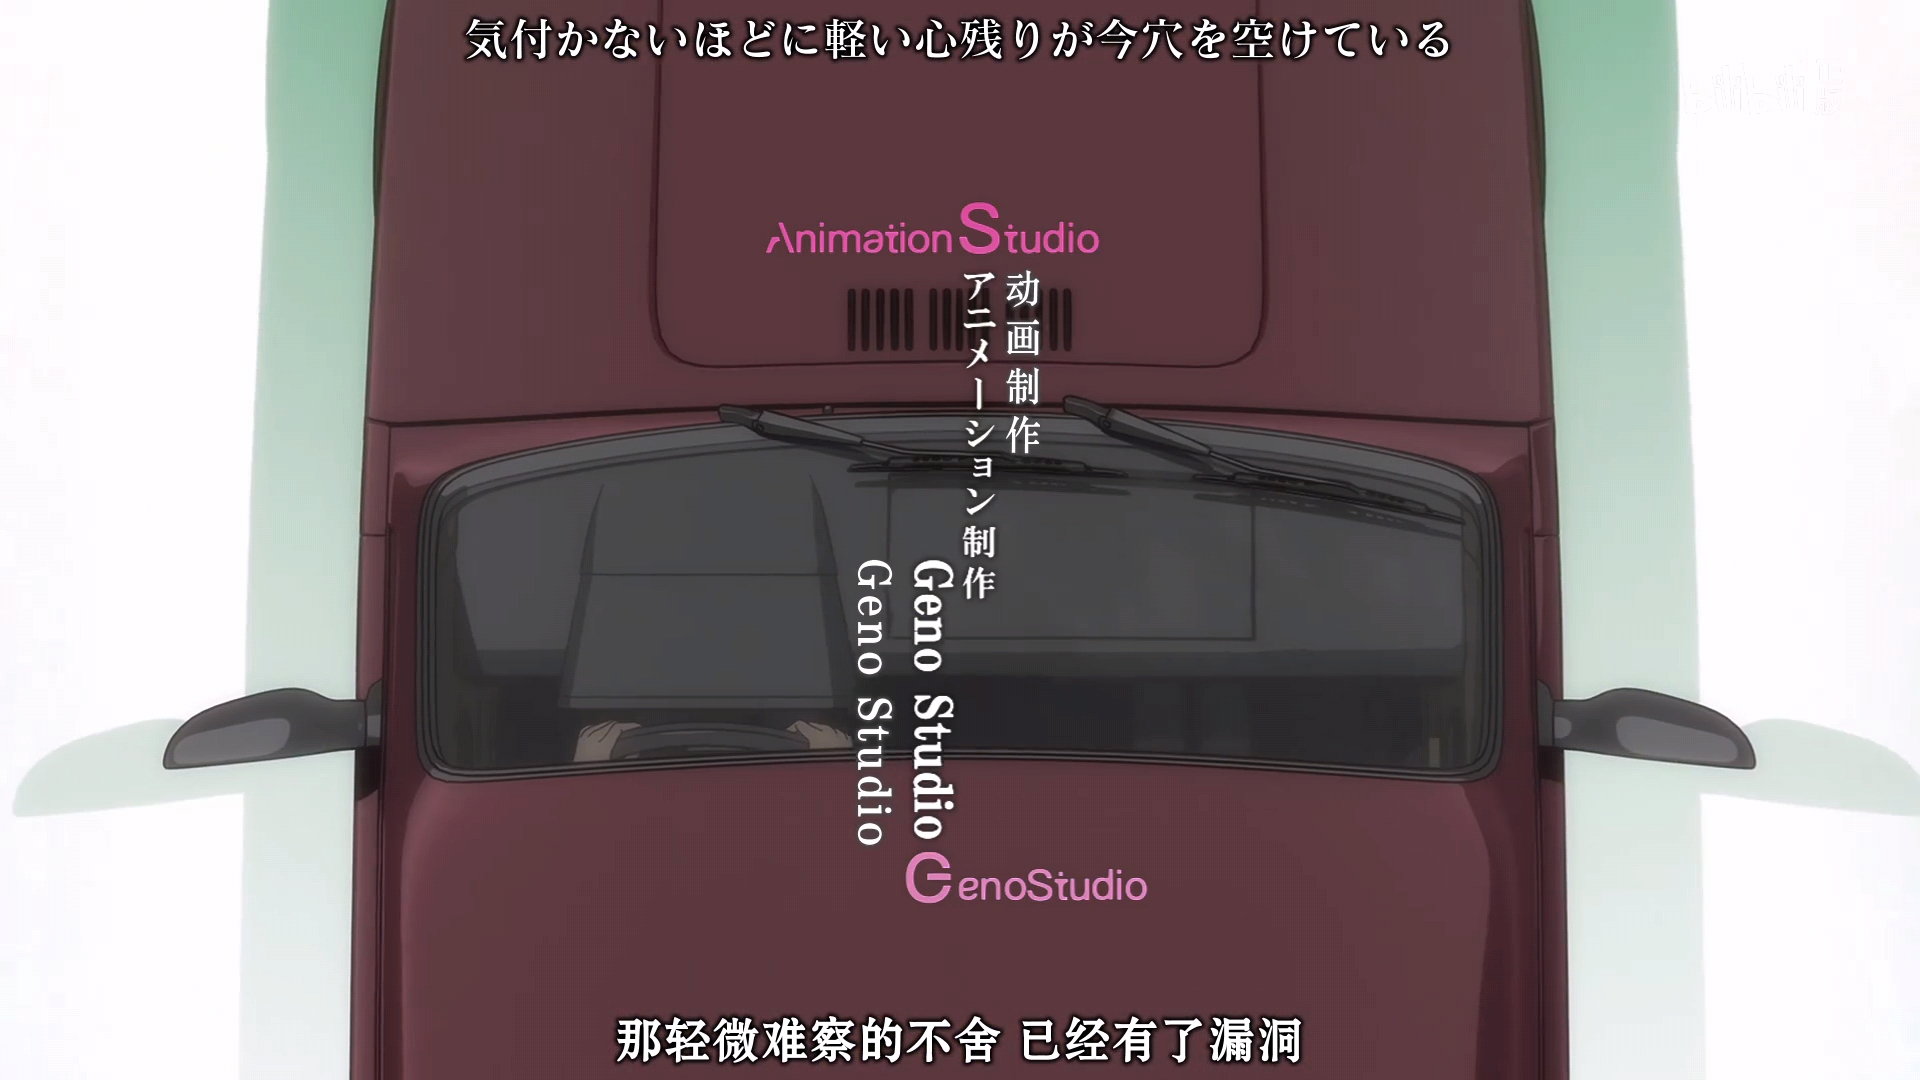 気付かないほどに軽い心残りが今穴を空けている
Animation Studio
动画制作
アニメーション制作
Geno Studio
Geno Studio
GenoStudio
那轻微难察的不舍 已经有了漏洞